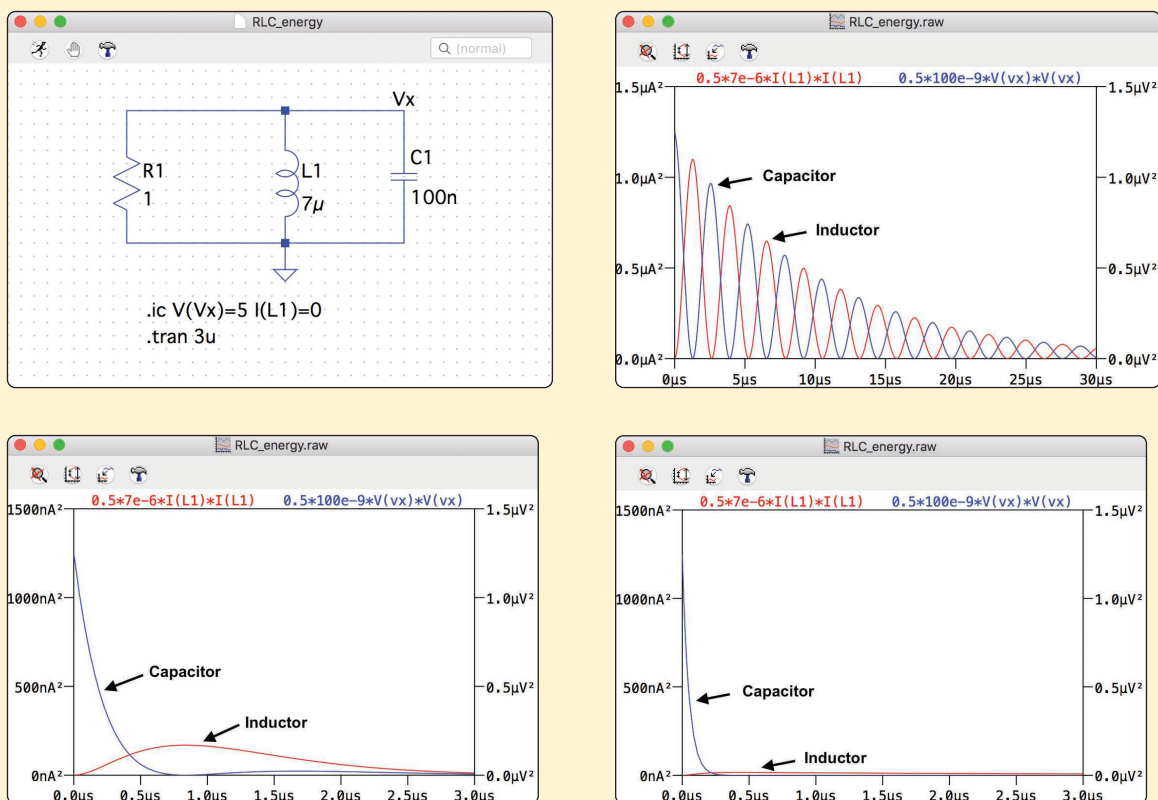 RLC_energy
(normal)
Vx
R1
1
L1
7µ
C1
100n
.ic V(Vx)=5 I(L1)=0
.tran 3u
RLC_energy.raw
0.5*7e-6*I(L1)*I(L1) 0.5*100e-9*V(vx)*V(vx)
1.5µA² 1.5µV²
Capacitor
1.0µA² 1.0µV²
Inductor
0.5µA² 0.5µV²
0.0µA² 0.0µV²
0µs 5µs 10µs 15µs 20µs 25µs 30µs
RLC_energy.raw
0.5*7e-6*I(L1)*I(L1) 0.5*100e-9*V(vx)*V(vx)
1500nA² 1.5µV²
1000nA² 1.0µV²
Capacitor
500nA² 0.5µV²
Inductor
0nA² 0.0µV²
0.0µs 0.5µs 1.0µs 1.5µs 2.0µs 2.5µs 3.0µs
RLC_energy.raw
0.5*7e-6*I(L1)*I(L1) 0.5*100e-9*V(vx)*V(vx)
1500nA² 1.5µV²
1000nA² 1.0µV²
Capacitor
500nA² 0.5µV²
Inductor
0nA² 0.0µV²
0.0µs 0.5µs 1.0µs 1.5µs 2.0µs 2.5µs 3.0µs